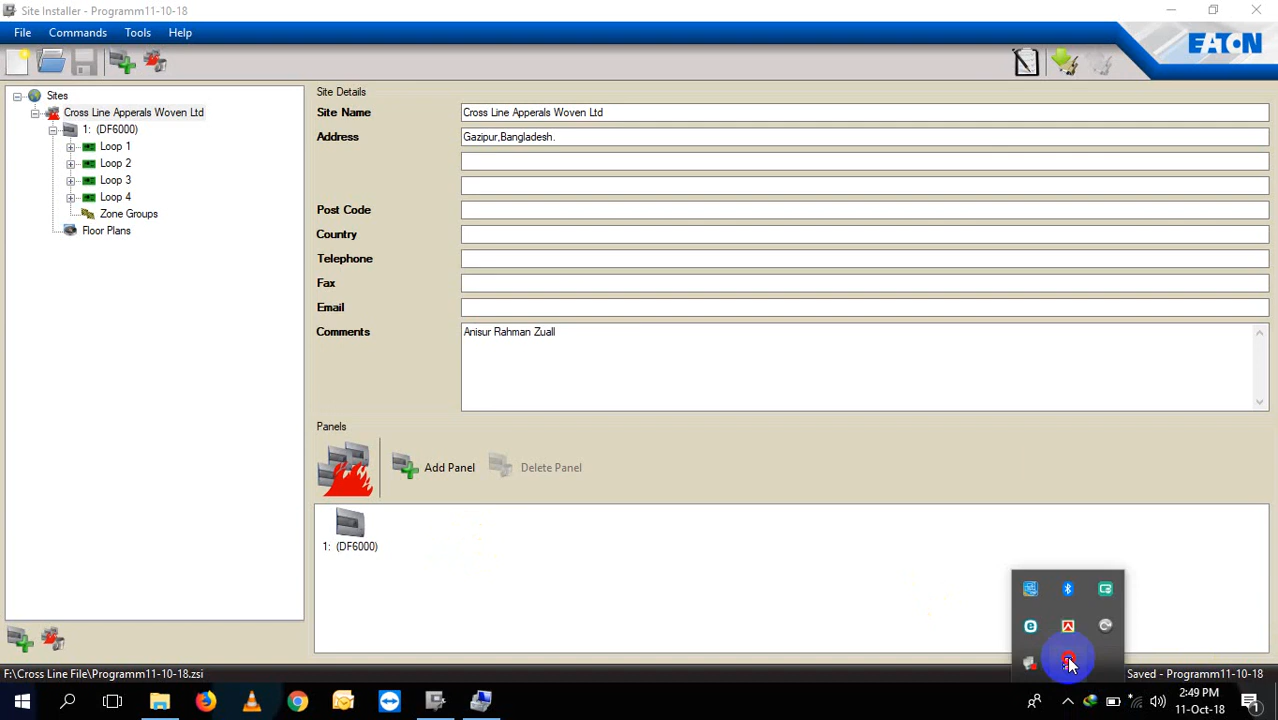 Site Installer - Programm11-10-18
File Commands Tools Help
EATON
Sites
Cross Line Apperals Woven Ltd
1: (DF6000)
Loop 1
Loop 2
Loop 3
Loop 4
Zone Groups
Floor Plans
Site Details
Site Name Cross Line Apperals Woven Ltd
Address Gazipur,Bangladesh.
Post Code
Country
Telephone
Fax
Email
Comments Anisur Rahman Zuall
Panels
Add Panel Delete Panel
1: (DF6000)
F:\Cross Line File\Programm11-10-18.zsi
Saved - Programm11-10-18
2:49 PM
11-Oct-18
1